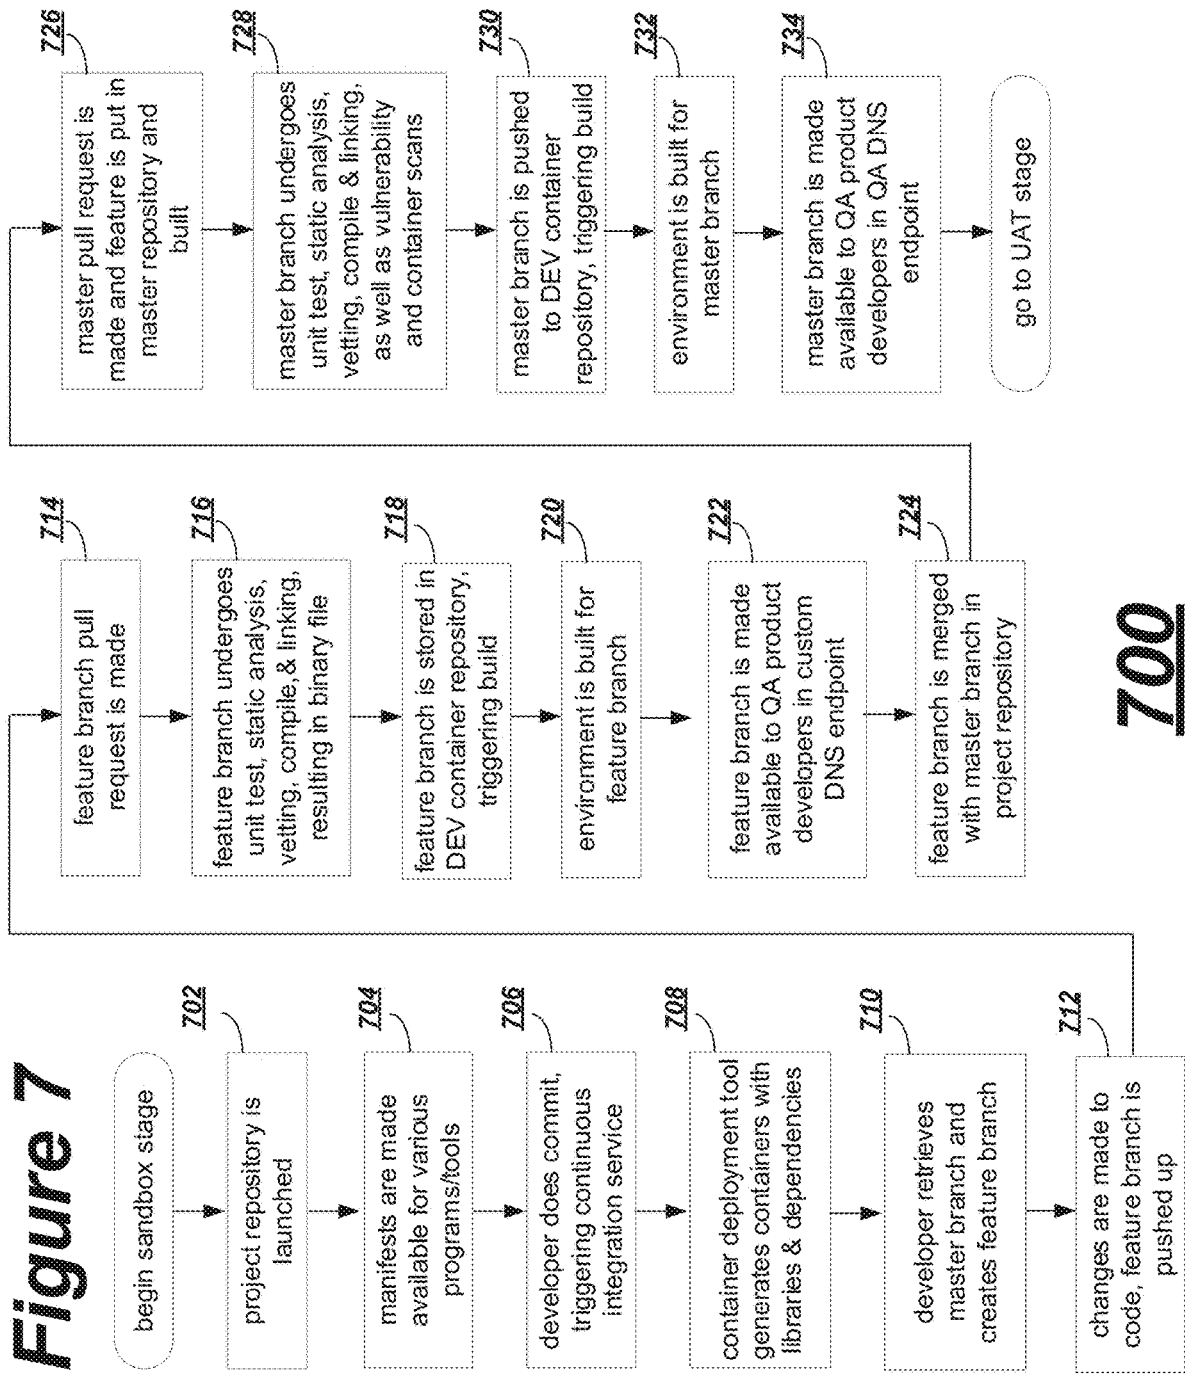 Figure 7
begin sandbox stage
702
project repository is
launched
704
manifests are made
available for various
programs/tools
706
developer does commit,
triggering continuous
integration service
708
container deployment tool
generates containers with
libraries & dependencies
710
developer retrieves
master branch and
creates feature branch
712
changes are made to
code, feature branch is
pushed up
714
feature branch pull
request is made
716
feature branch undergoes
unit test, static analysis,
vetting, compile,& linking,
resulting in binary file
718
feature branch is stored in
DEV container repository,
triggering build
720
environment is built for
feature branch
722
feature branch is made
available to QA product
developers in custom
DNS endpoint
724
feature branch is merged
with master branch in
project repository
726
master pull request is
made and feature is put in
master repository and
built
728
master branch undergoes
unit test, static analysis,
vetting, compile & linking,
as well as vulnerability
and container scans
730
master branch is pushed
to DEV container
repository, triggering build
732
environment is built for
master branch
734
master branch is made
available to QA product
developers in QA DNS
endpoint
go to UAT stage
700